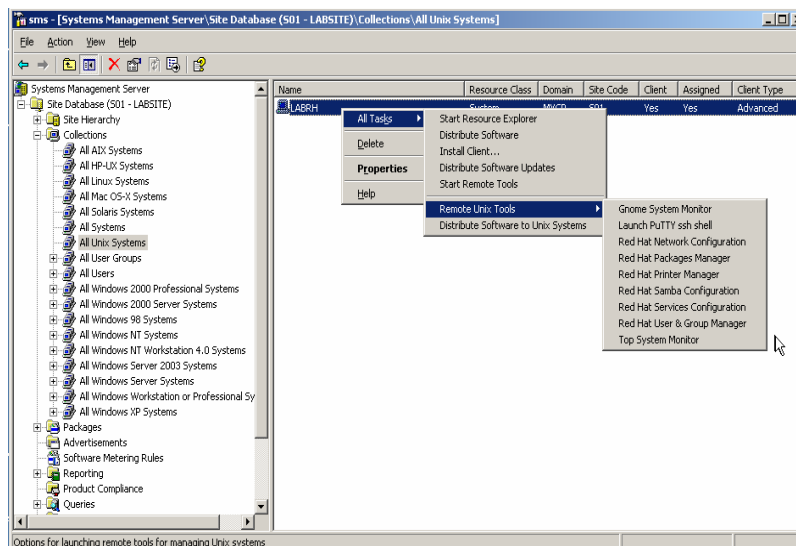 sms - [Systems Management Server\Site Database (S01 - LABSITE)\Collections\All Unix Systems]
File Action View Help
Systems Management Server
Site Database (S01 - LABSITE)
Site Hierarchy
Collections
All AIX Systems
All HP-UX Systems
All Linux Systems
All Mac OS-X Systems
All Solaris Systems
All Systems
All Unix Systems
All User Groups
All Users
All Windows 2000 Professional Systems
All Windows 2000 Server Systems
All Windows 98 Systems
All Windows NT Systems
All Windows NT Workstation 4.0 Systems
All Windows Server 2003 Systems
All Windows Server Systems
All Windows Workstation or Professional Sy
All Windows XP Systems
Packages
Advertisements
Software Metering Rules
Reporting
Product Compliance
Queries
Name Resource Class Domain Site Code Client Assigned Client Type
LABRH System S01 Yes Yes Advanced
All Tasks
Delete
Properties
Help
Start Resource Explorer
Distribute Software
Install Client...
Distribute Software Updates
Start Remote Tools
Remote Unix Tools
Distribute Software to Unix Systems
Gnome System Monitor
Launch PuTTY ssh shell
Red Hat Network Configuration
Red Hat Packages Manager
Red Hat Printer Manager
Red Hat Samba Configuration
Red Hat Services Configuration
Red Hat User & Group Manager
Top System Monitor
Options for launching remote tools for managing Unix systems